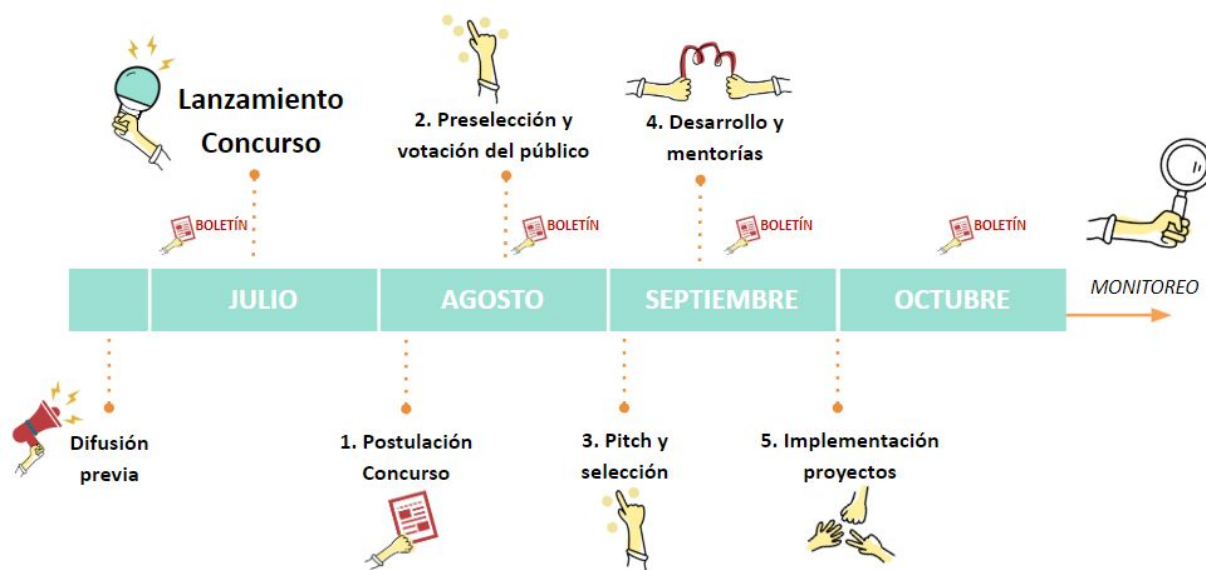 Lanzamiento
Concurso
2. Preselección y
votación del público
4. Desarrollo y
mentorías
BOLETÍN
BOLETÍN
BOLETÍN
BOLETÍN
JULIO
AGOSTO
SEPTIEMBRE
OCTUBRE
MONITOREO
Difusión
previa
1. Postulación
Concurso
3. Pitch y
selección
5. Implementación
proyectos